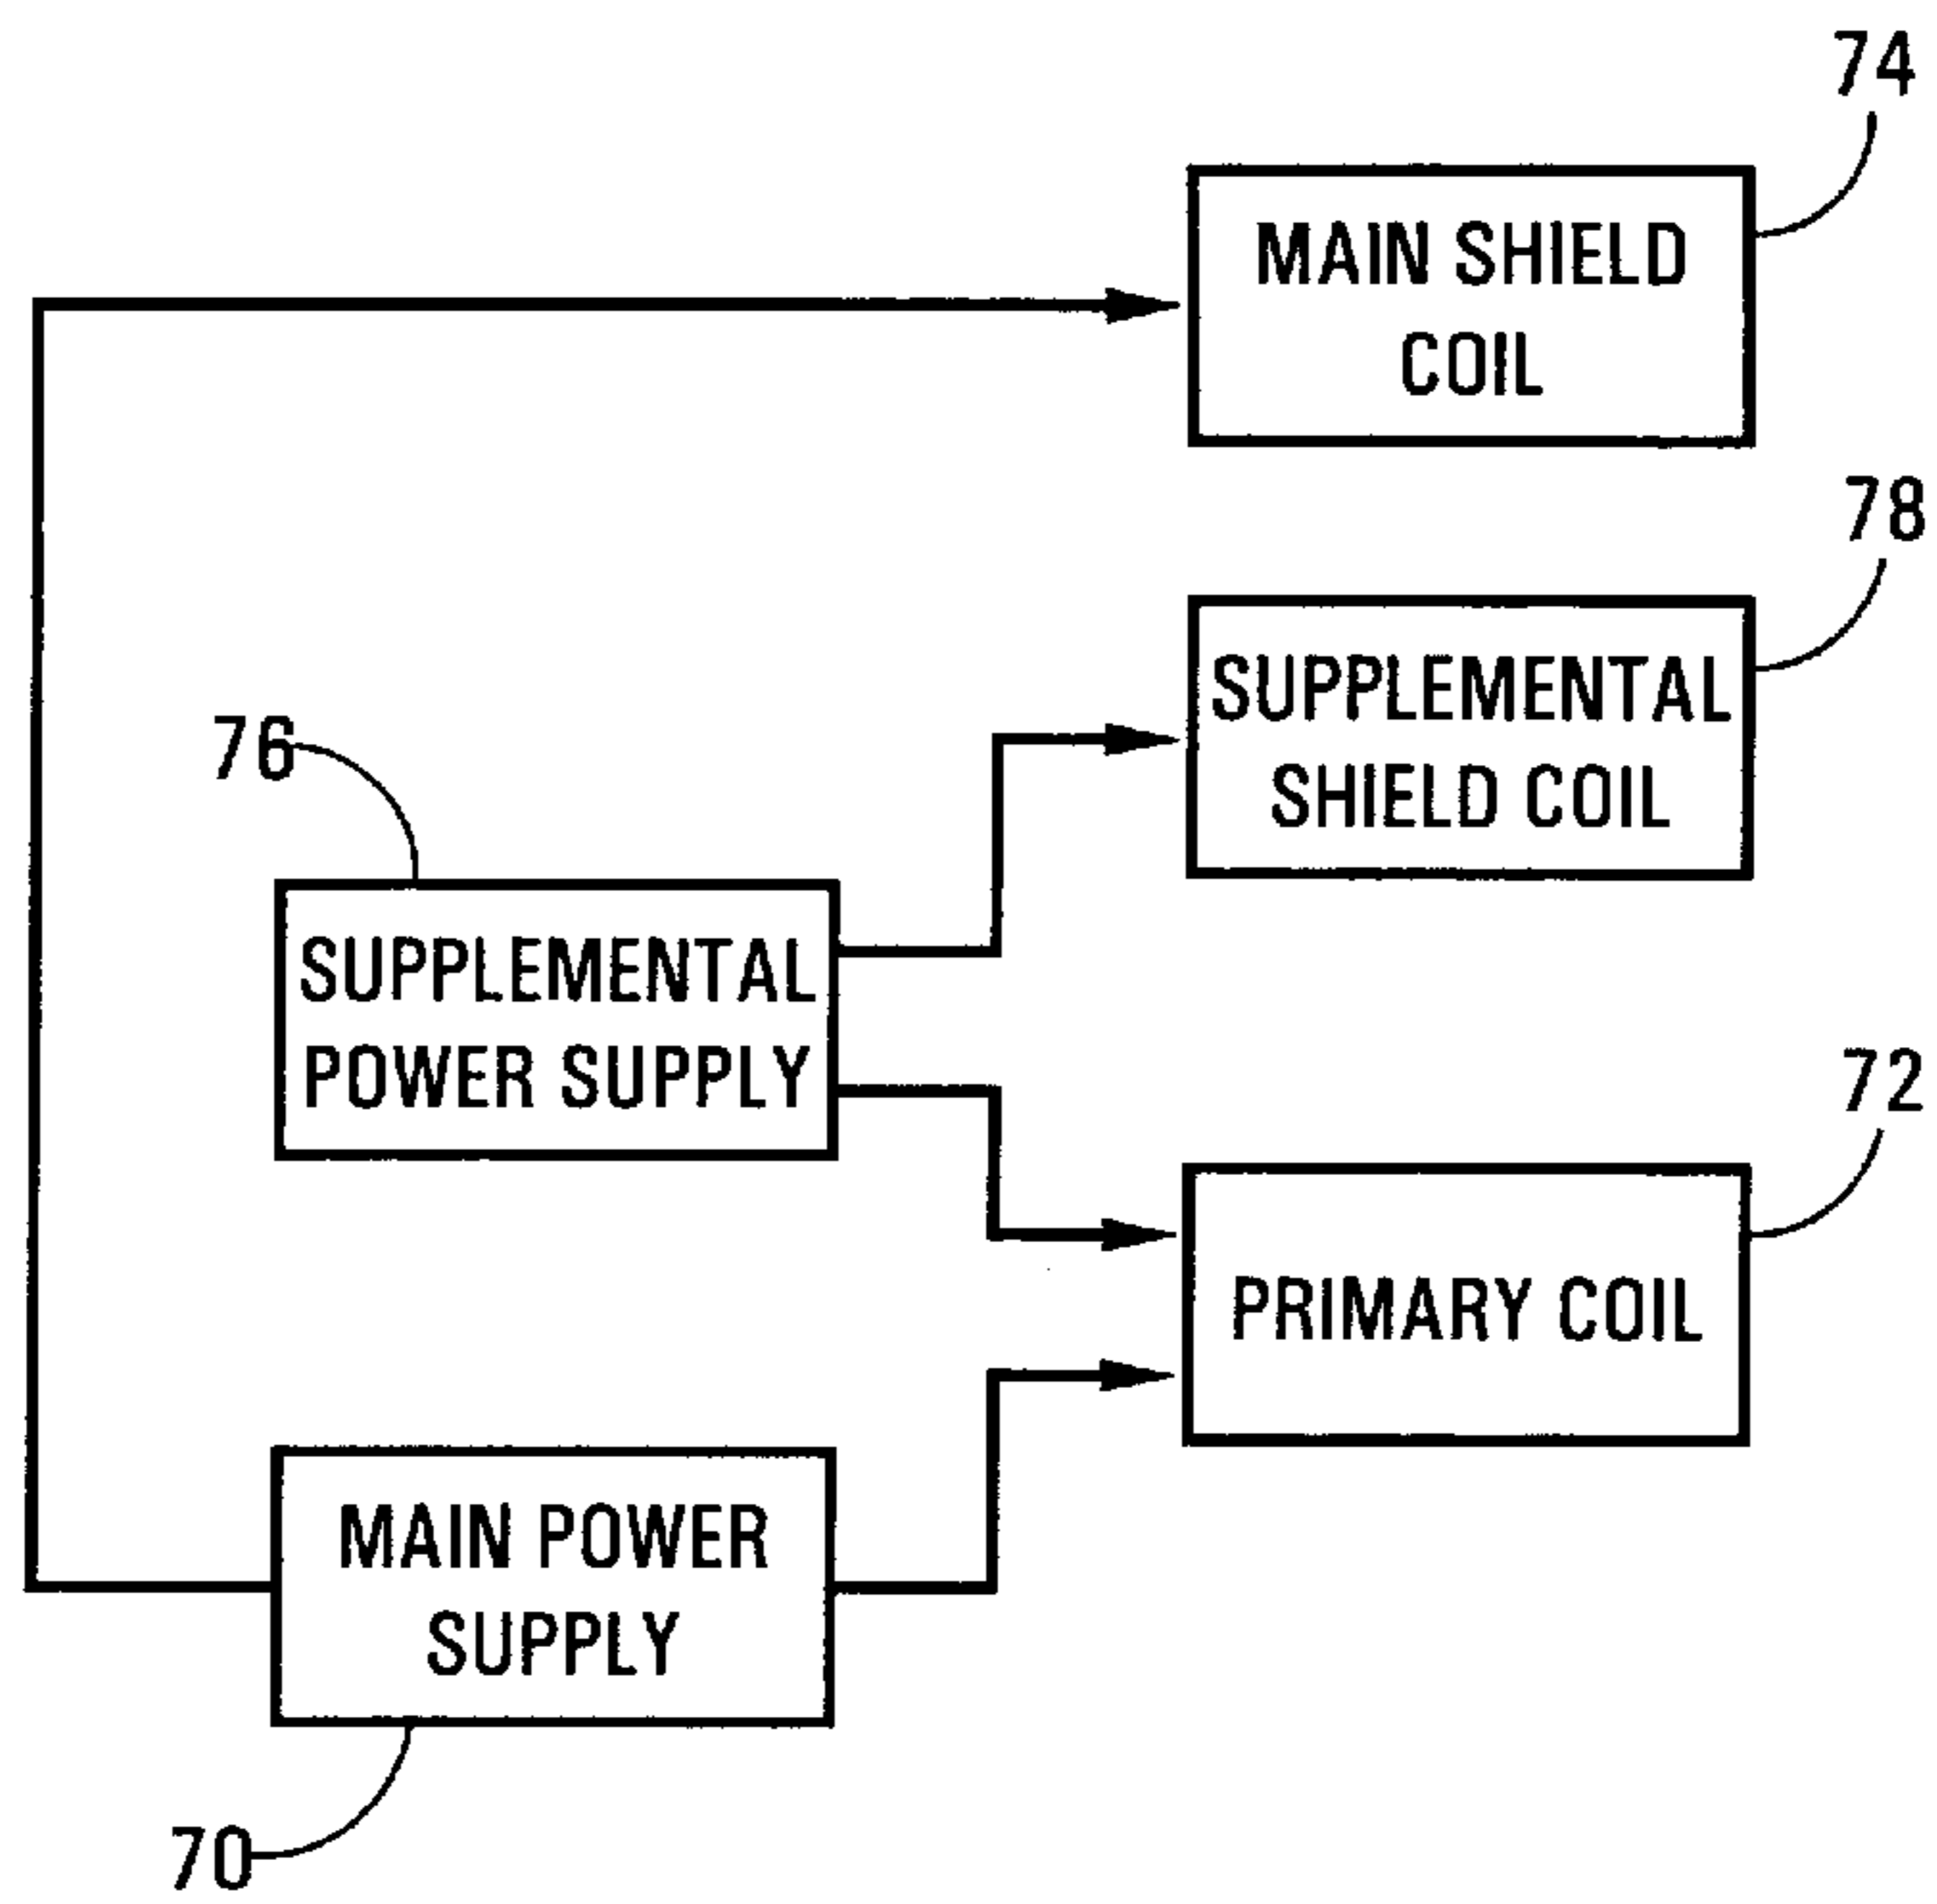 74
MAIN SHIELD
COIL
78
SUPPLEMENTAL
SHIELD COIL
76
SUPPLEMENTAL
POWER SUPPLY
72
PRIMARY COIL
MAIN POWER
SUPPLY
70